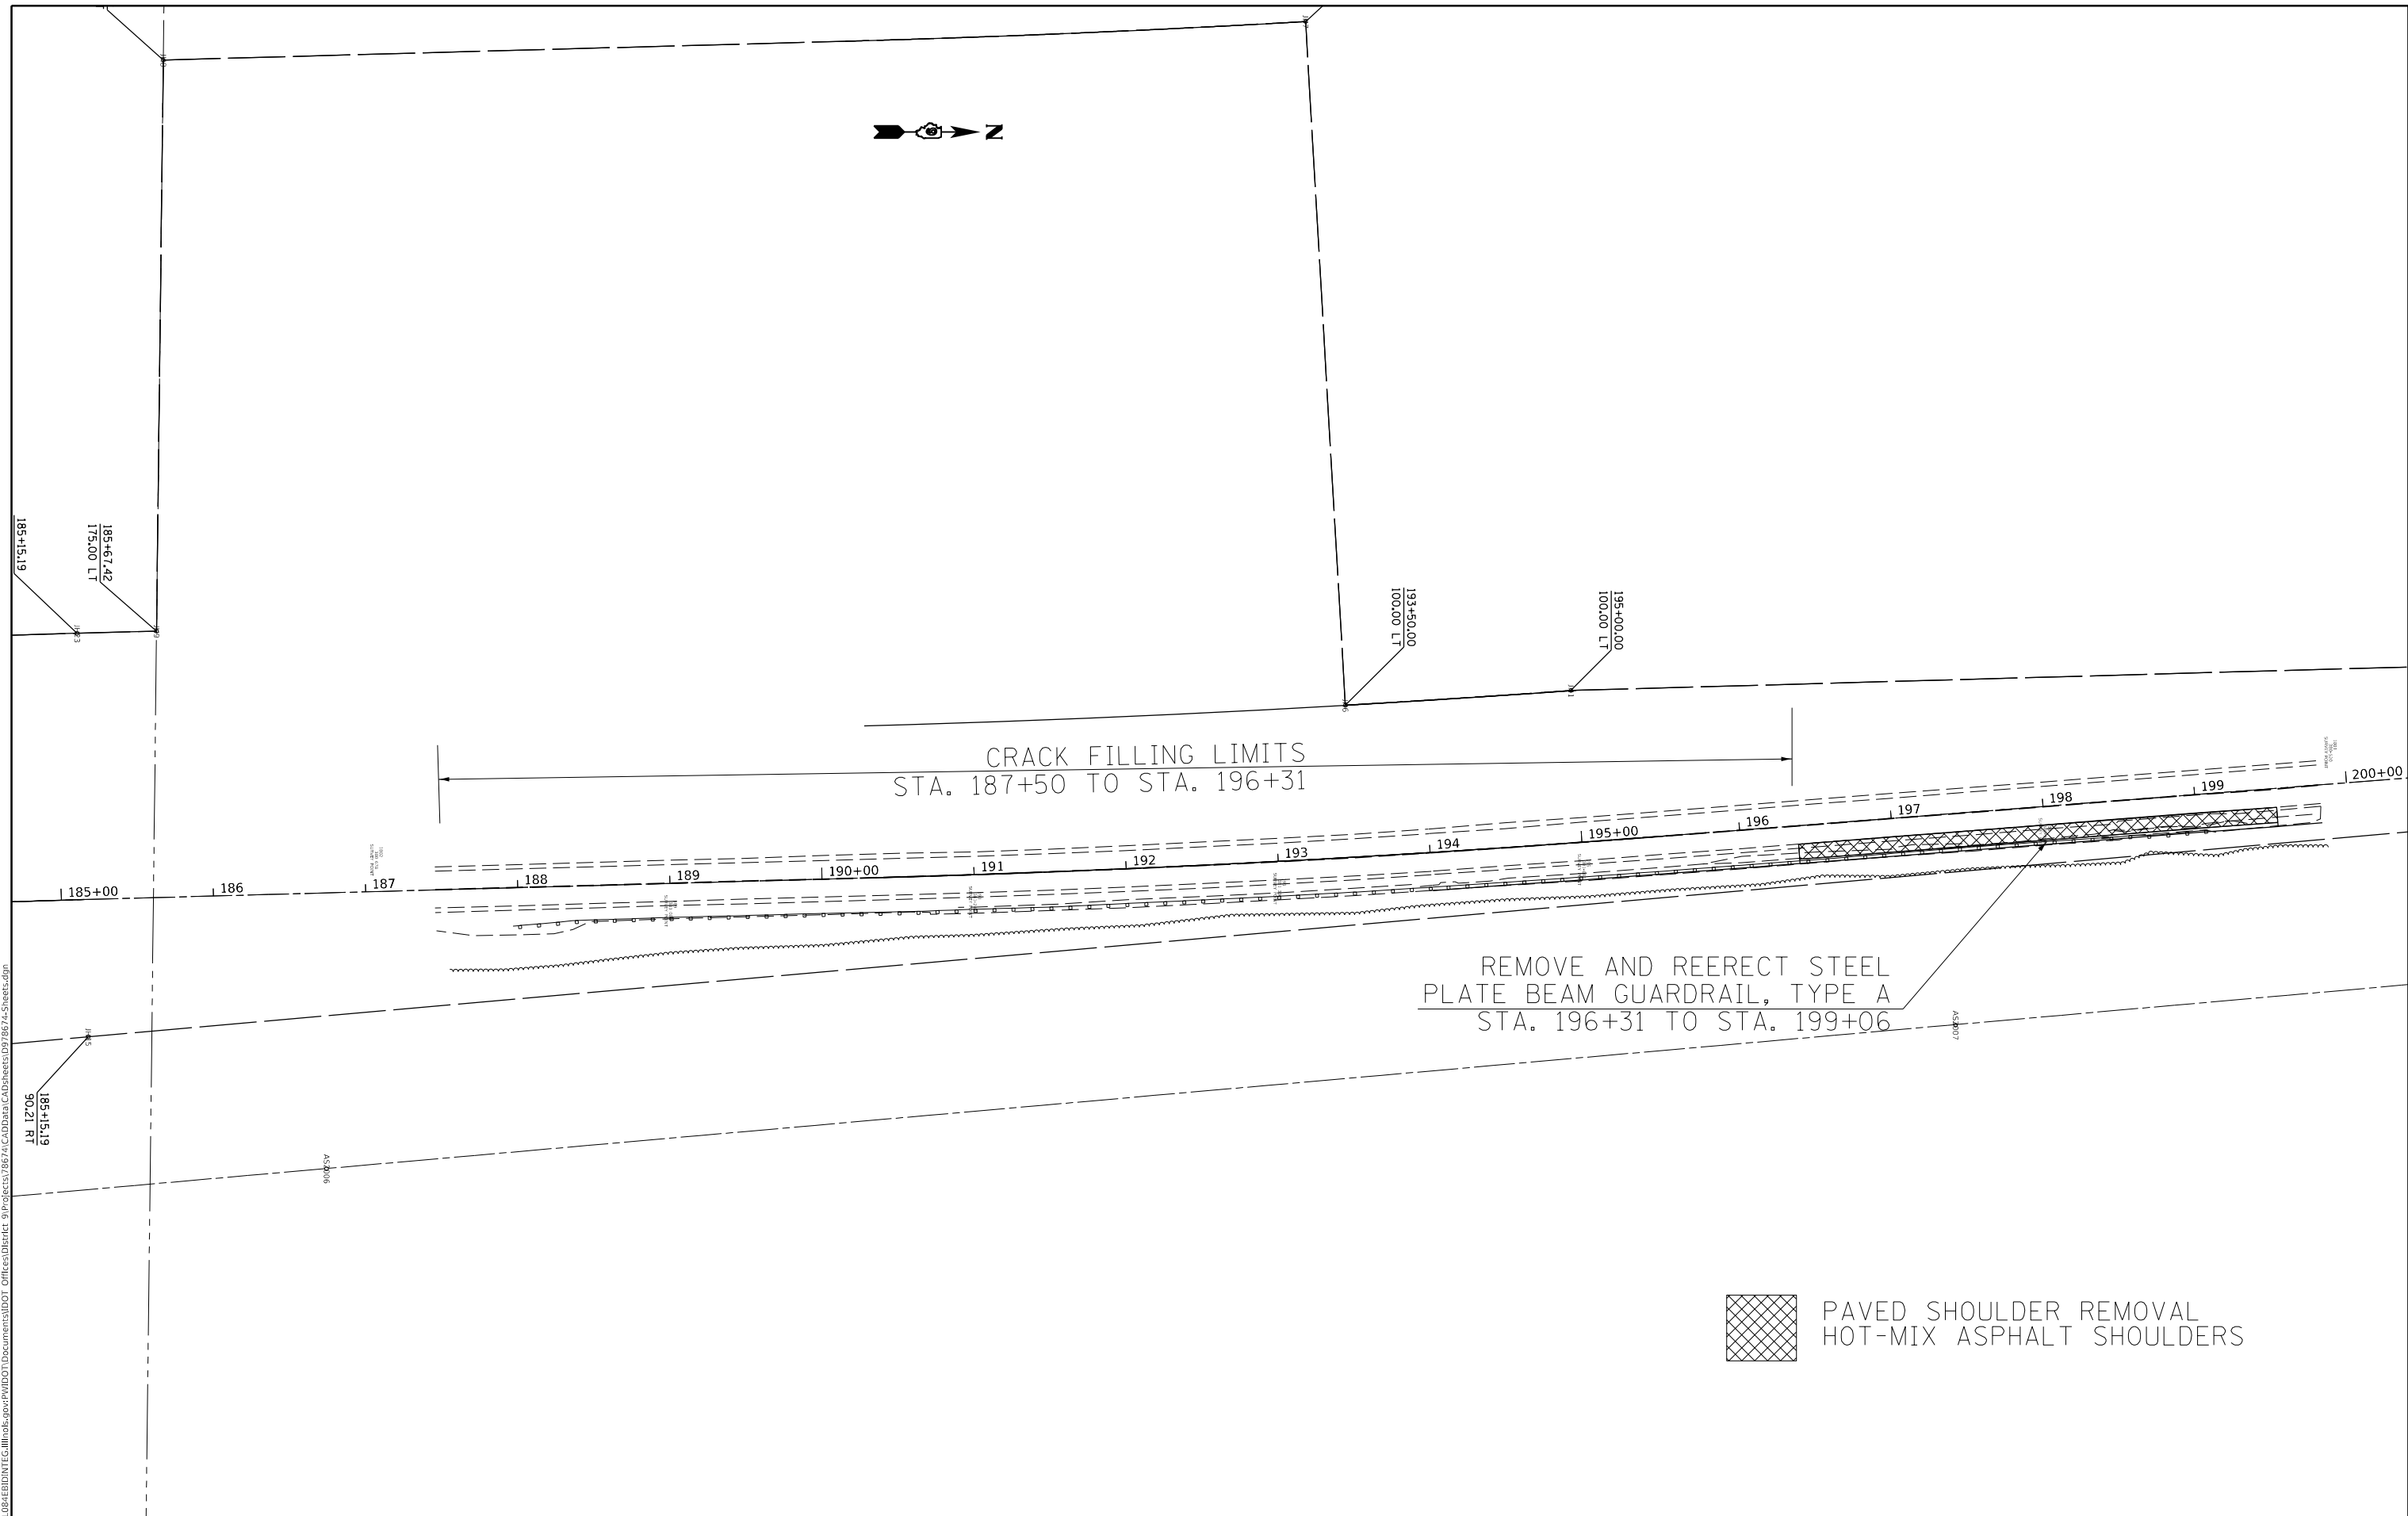 N
185+15.19
185+67.42
175.00 LT
193+50.00
100.00 LT
195+00.00
100.00 LT
CRACK FILLING LIMITS
STA. 187+50 TO STA. 196+31
185+00
186
187
188
189
190+00
191
192
193
194
195+00
196
197
198
199
200+00
REMOVE AND REERECT STEEL
PLATE BEAM GUARDRAIL, TYPE A
STA. 196+31 TO STA. 199+06
185+15.19
90.21 RT
PAVED SHOULDER REMOVAL
HOT-MIX ASPHALT SHOULDERS